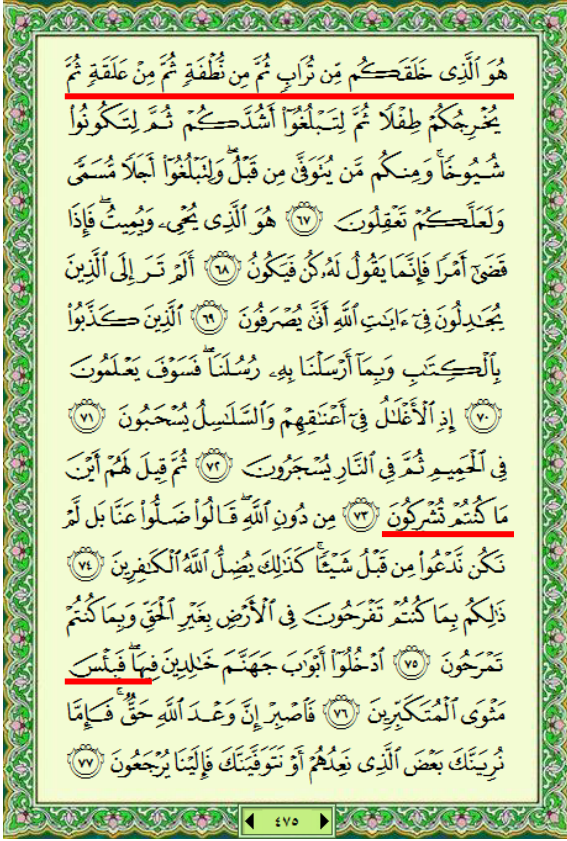 هُوَ ٱلَّذِى خَلَقَكُم مِّن تُرَابٍ ثُمَّ مِن نُّطْفَةٍ ثُمَّ مِنْ عَلَقَةٍ ثُمَّ
يُخْرِجُكُمْ طِفْلًا ثُمَّ لِتَبْلُغُوٓا۟ أَشُدَّكُمْ ثُمَّ لِتَكُونُوا۟
شُيُوخًا ۚ وَمِنكُم مَّن يُتَوَفَّىٰ مِن قَبْلُ ۖ وَلِتَبْلُغُوٓا۟ أَجَلًا مُّسَمًّى
وَلَعَلَّكُمْ تَعْقِلُونَ ﴿٦٧﴾ هُوَ ٱلَّذِى يُحْىِۦ وَيُمِيتُ ۖ فَإِذَا
قَضَىٰٓ أَمْرًا فَإِنَّمَا يَقُولُ لَهُۥ كُن فَيَكُونُ ﴿٦٨﴾ أَلَمْ تَرَ إِلَى ٱلَّذِينَ
يُجَـٰدِلُونَ فِىٓ ءَايَـٰتِ ٱللَّهِ أَنَّىٰ يُصْرَفُونَ ﴿٦٩﴾ ٱلَّذِينَ كَذَّبُوا۟
بِٱلْكِتَـٰبِ وَبِمَآ أَرْسَلْنَا بِهِۦ رُسُلَنَا ۖ فَسَوْفَ يَعْلَمُونَ
﴿٧٠﴾ إِذِ ٱلْأَغْلَـٰلُ فِىٓ أَعْنَـٰقِهِمْ وَٱلسَّلَـٰسِلُ يُسْحَبُونَ ﴿٧١﴾
فِى ٱلْحَمِيمِ ثُمَّ فِى ٱلنَّارِ يُسْجَرُونَ ﴿٧٢﴾ ثُمَّ قِيلَ لَهُمْ أَيْنَ
مَا كُنتُمْ تُشْرِكُونَ ﴿٧٣﴾ مِن دُونِ ٱللَّهِ ۖ قَالُوا۟ ضَلُّوا۟ عَنَّا بَل لَّمْ
نَكُن نَّدْعُوا۟ مِن قَبْلُ شَيْـًٔا ۚ كَذَٰلِكَ يُضِلُّ ٱللَّهُ ٱلْكَـٰفِرِينَ ﴿٧٤﴾
ذَٰلِكُم بِمَا كُنتُمْ تَفْرَحُونَ فِى ٱلْأَرْضِ بِغَيْرِ ٱلْحَقِّ وَبِمَا كُنتُمْ
تَمْرَحُونَ ﴿٧٥﴾ ٱدْخُلُوٓا۟ أَبْوَٰبَ جَهَنَّمَ خَـٰلِدِينَ فِيهَا ۖ فَبِئْسَ
مَثْوَى ٱلْمُتَكَبِّرِينَ ﴿٧٦﴾ فَٱصْبِرْ إِنَّ وَعْدَ ٱللَّهِ حَقٌّ ۚ فَإِمَّا
نُرِيَنَّكَ بَعْضَ ٱلَّذِى نَعِدُهُمْ أَوْ نَتَوَفَّيَنَّكَ فَإِلَيْنَا يُرْجَعُونَ ﴿٧٧﴾
٤٧٥